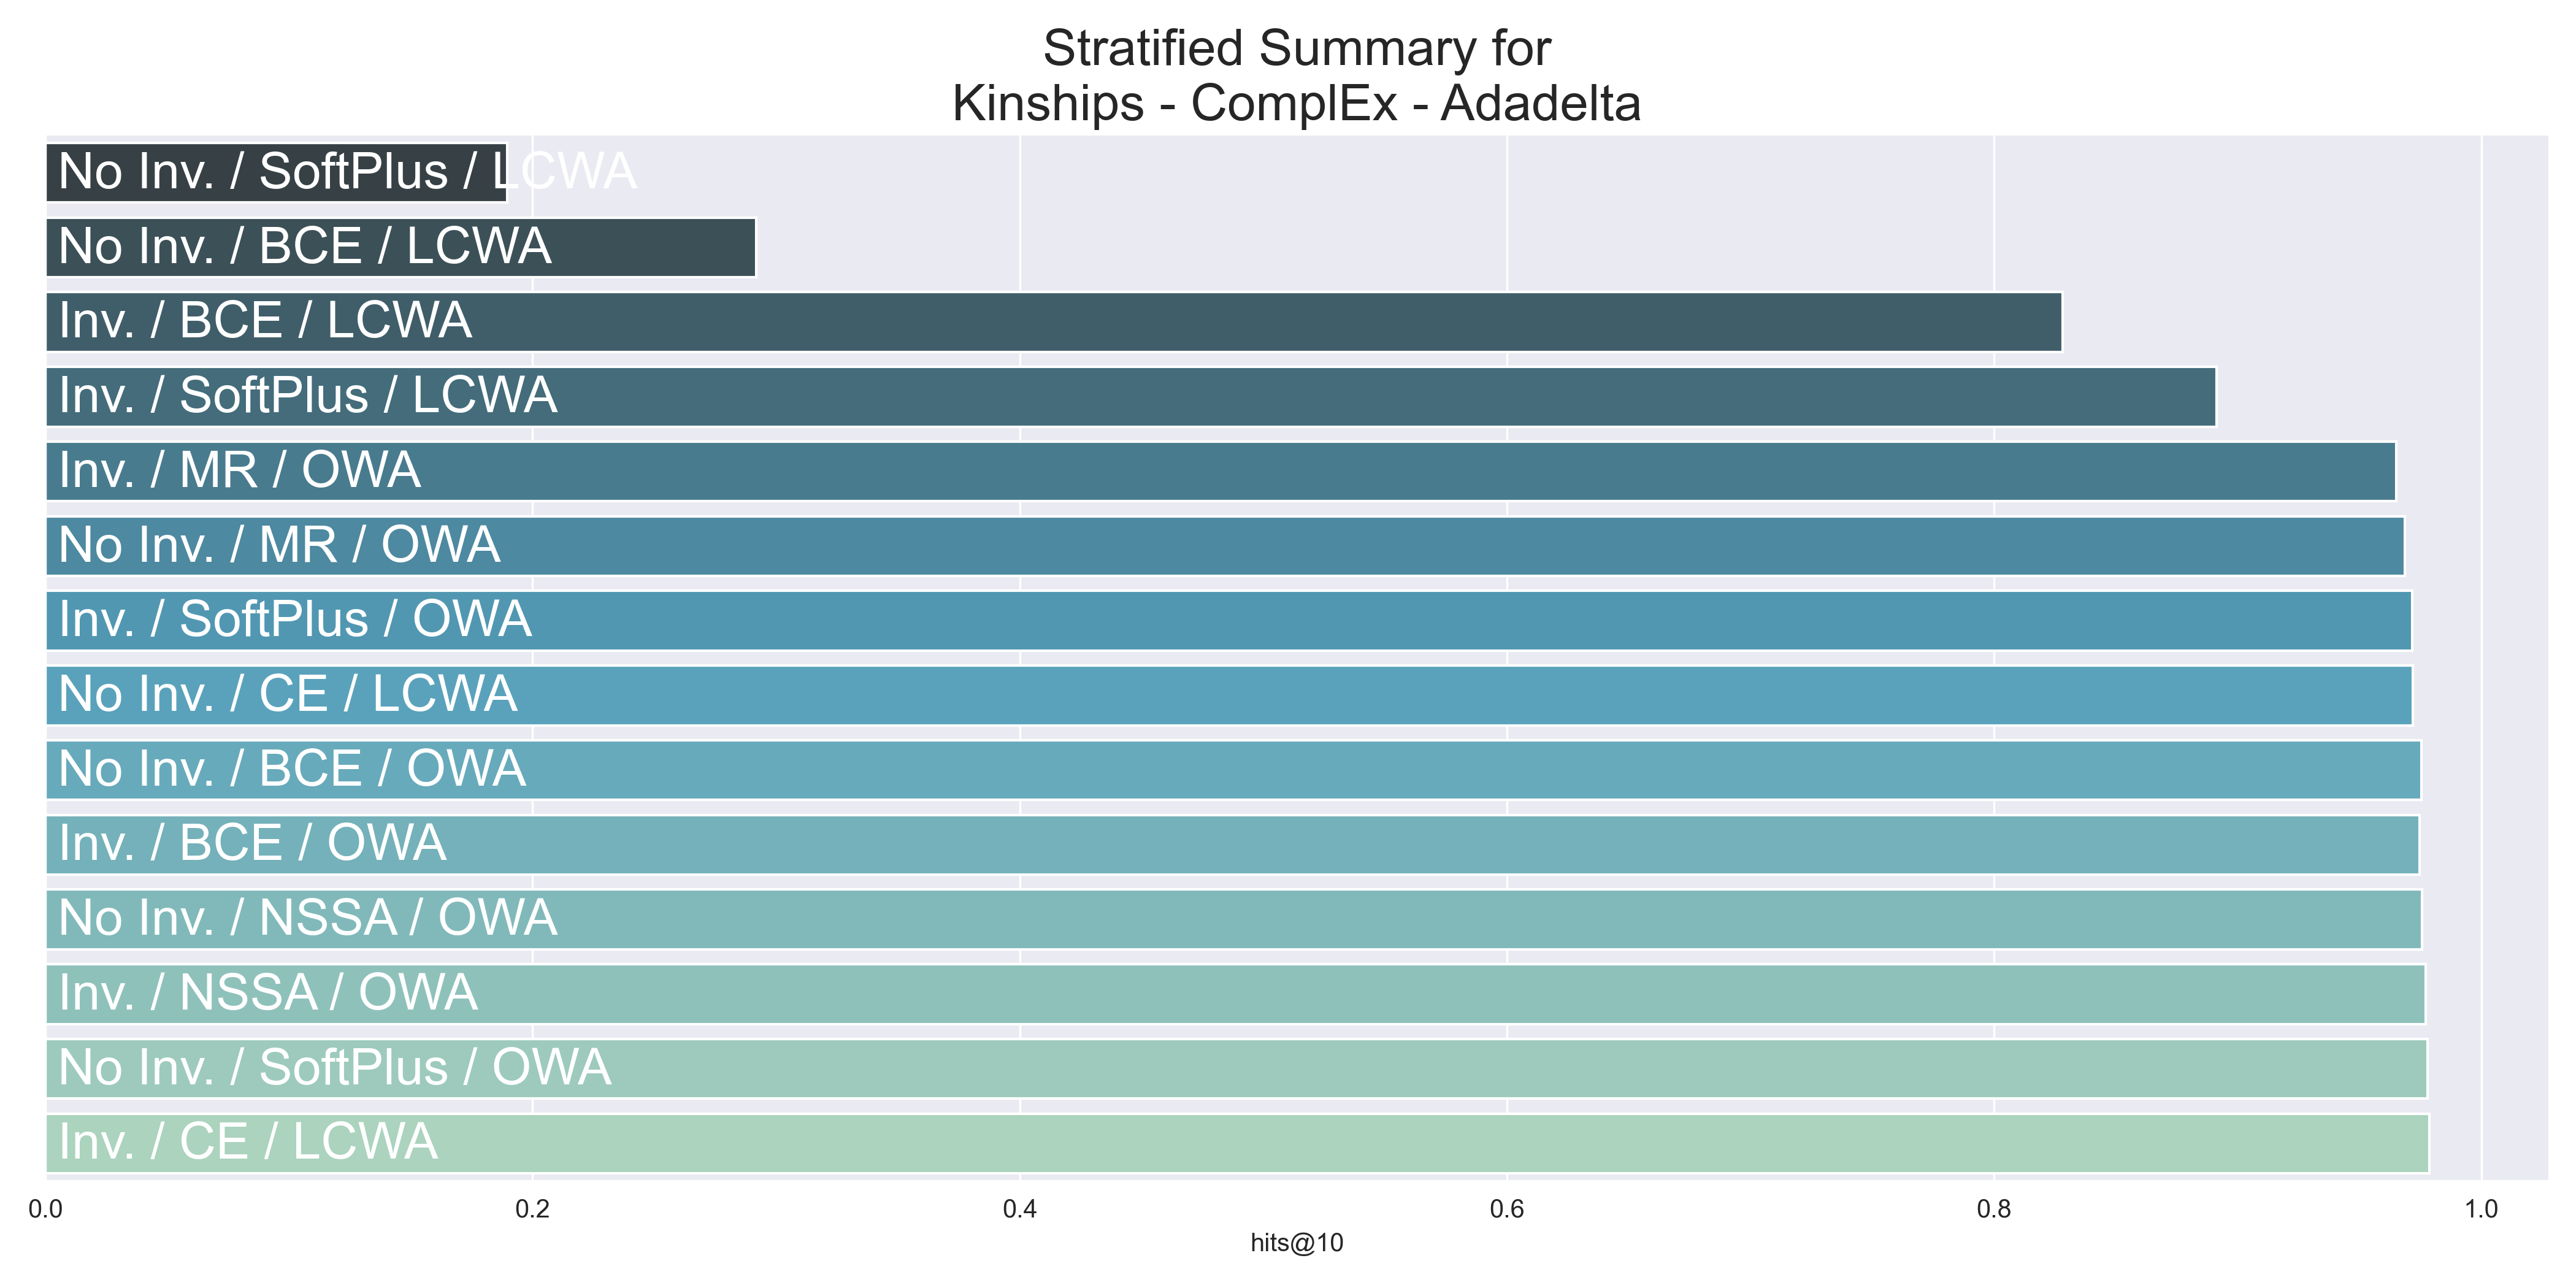 Stratified Summary for
Kinships - ComplEx - Adadelta
No Inv. / SoftPlus / LCWA
No Inv. / BCE / LCWA
Inv. / BCE / LCWA
Inv. / SoftPlus / LCWA
Inv. / MR / OWA
No Inv. / MR / OWA
Inv. / SoftPlus / OWA
No Inv. / CE / LCWA
No Inv. / BCE / OWA
Inv. / BCE / OWA
No Inv. / NSSA / OWA
Inv. / NSSA / OWA
No Inv. / SoftPlus / OWA
Inv. / CE / LCWA
0.0 0.2 0.4 0.6 0.8 1.0
hits@10